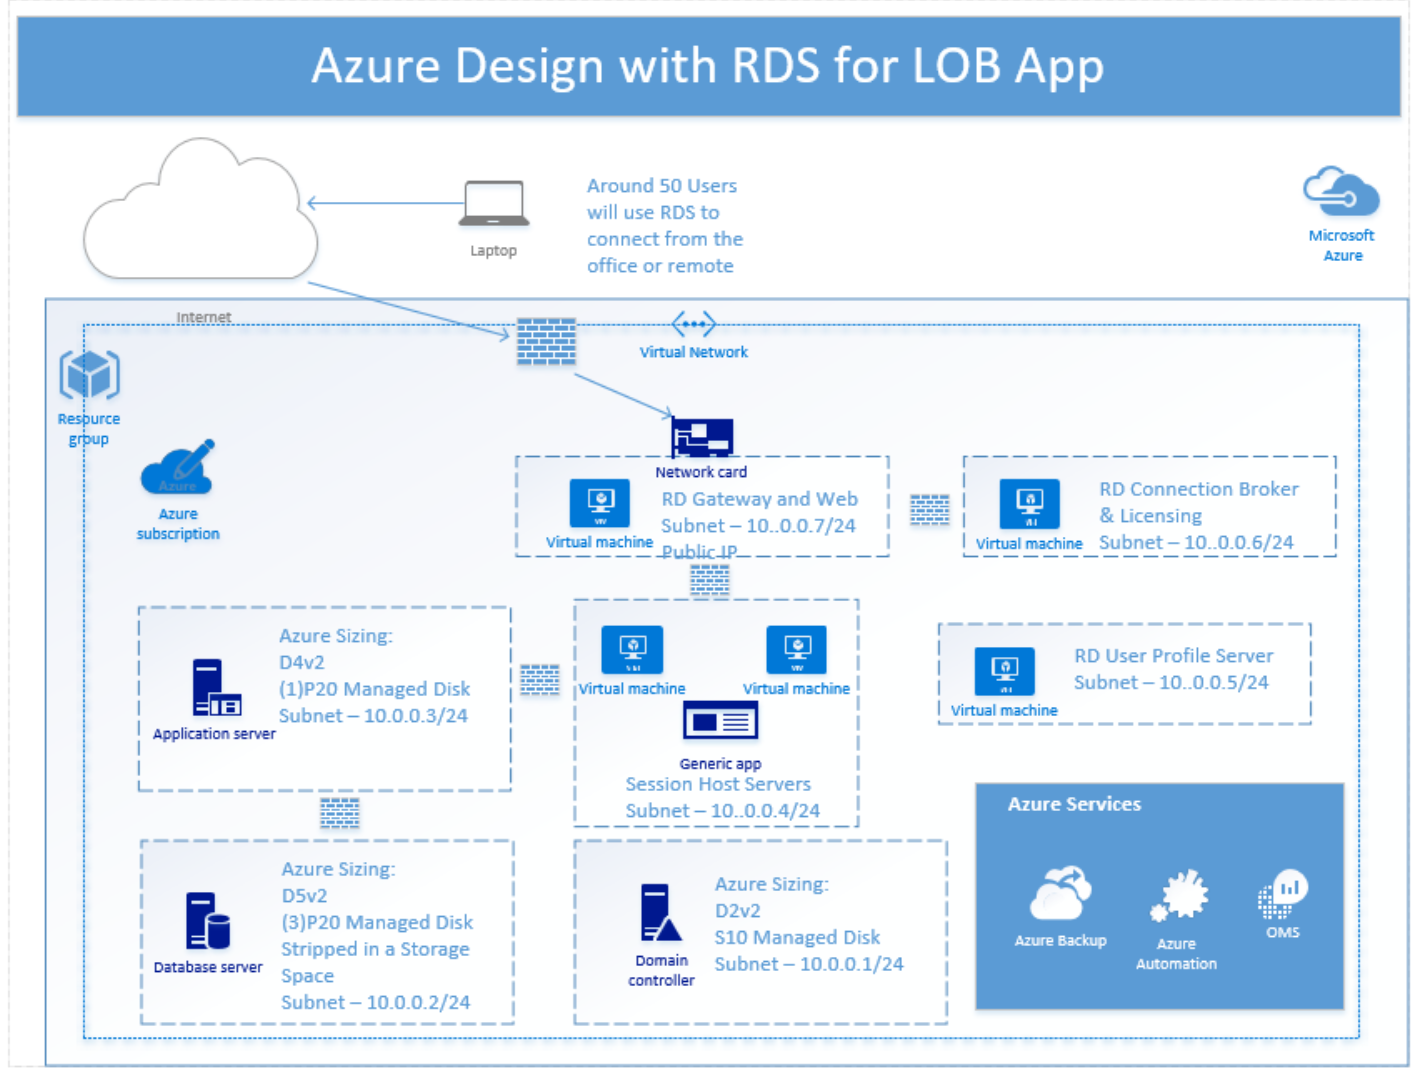 Azure Design with RDS for LOB App
Around 50 Users
will use RDS to
connect from the
office or remote
Laptop
Microsoft
Azure
Internet
Virtual Network
Resource
group
Azure
Azure
subscription
Network card
RD Gateway and Web
Subnet – 10..0.0.7/24
Public IP
Virtual machine
RD Connection Broker
& Licensing
Subnet – 10..0.0.6/24
Virtual machine
Azure Sizing:
D4v2
(1)P20 Managed Disk
Subnet – 10.0.0.3/24
Application server
Virtual machine
Virtual machine
Generic app
Session Host Servers
Subnet – 10..0.0.4/24
RD User Profile Server
Subnet – 10..0.0.5/24
Virtual machine
Azure Sizing:
D5v2
(3)P20 Managed Disk
Stripped in a Storage
Space
Subnet – 10.0.0.2/24
Database server
Azure Sizing:
D2v2
S10 Managed Disk
Subnet – 10.0.0.1/24
Domain
controller
Azure Services
Azure Backup
Azure
Automation
OMS